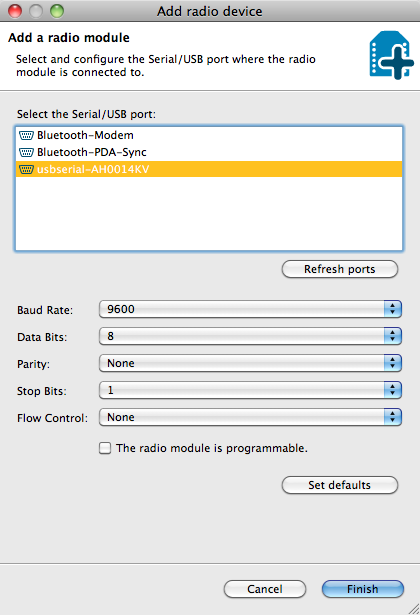 Add radio device
Add a radio module
Select and configure the Serial/USB port where the radio
module is connected to.
Select the Serial/USB port:
Bluetooth-Modem
Bluetooth-PDA-Sync
usbserial-AH0014KV
Refresh ports
Baud Rate: 9600
Data Bits: 8
Parity: None
Stop Bits: 1
Flow Control: None
The radio module is programmable.
Set defaults
Cancel Finish